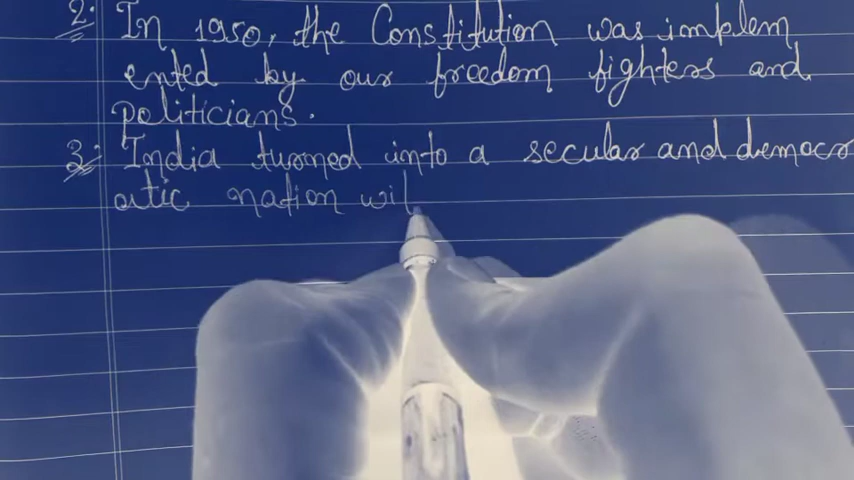 2. In 1950, the Constitution was implem
ented by our freedom fighters and
politicians.
3. India turned into a secular and democr
atic nation wil